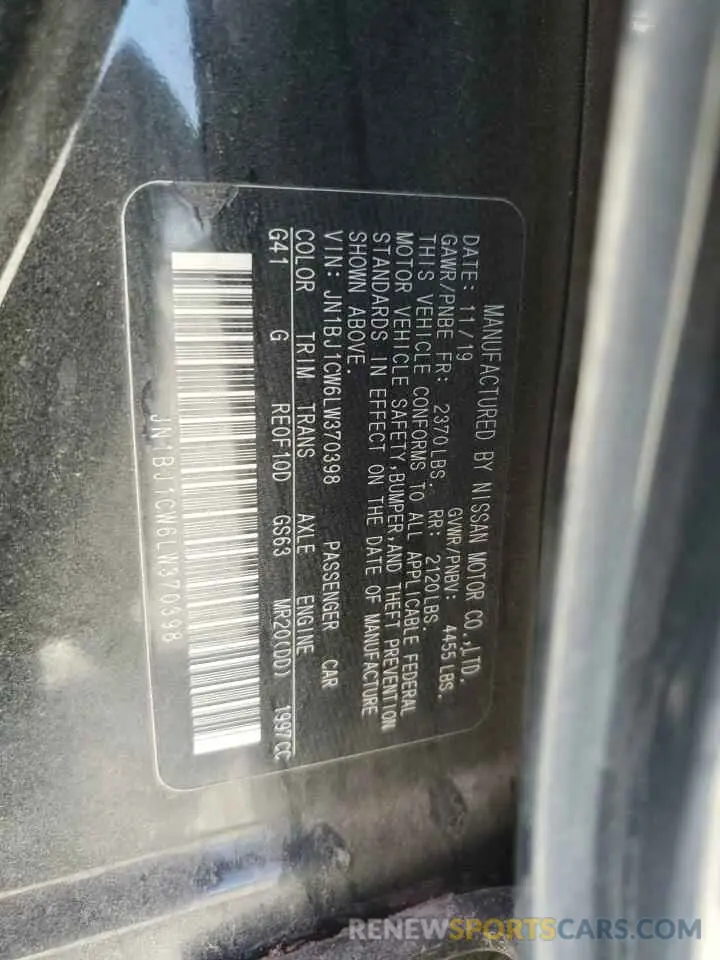 MANUFACTURED BY NISSAN MOTOR CO.,LTD.
DATE: 11/19 GVWR/PNBV: 4455 LBS.
GAWR/PNBE FR: 2370LBS. RR: 2120LBS.
THIS VEHICLE CONFORMS TO ALL APPLICABLE FEDERAL
MOTOR VEHICLE SAFETY,BUMPER,AND THEFT PREVENTION
STANDARDS IN EFFECT ON THE DATE OF MANUFACTURE
SHOWN ABOVE.
VIN: JN1BJ1CW6LW370398 PASSENGER CAR
COLOR TRIM TRANS AXLE ENGINE
G41 G RE0F10D GS63 MR20(DD) 1997CC
JN1BJ1CW6LW370398
RENEWSPORTSCARS.COM